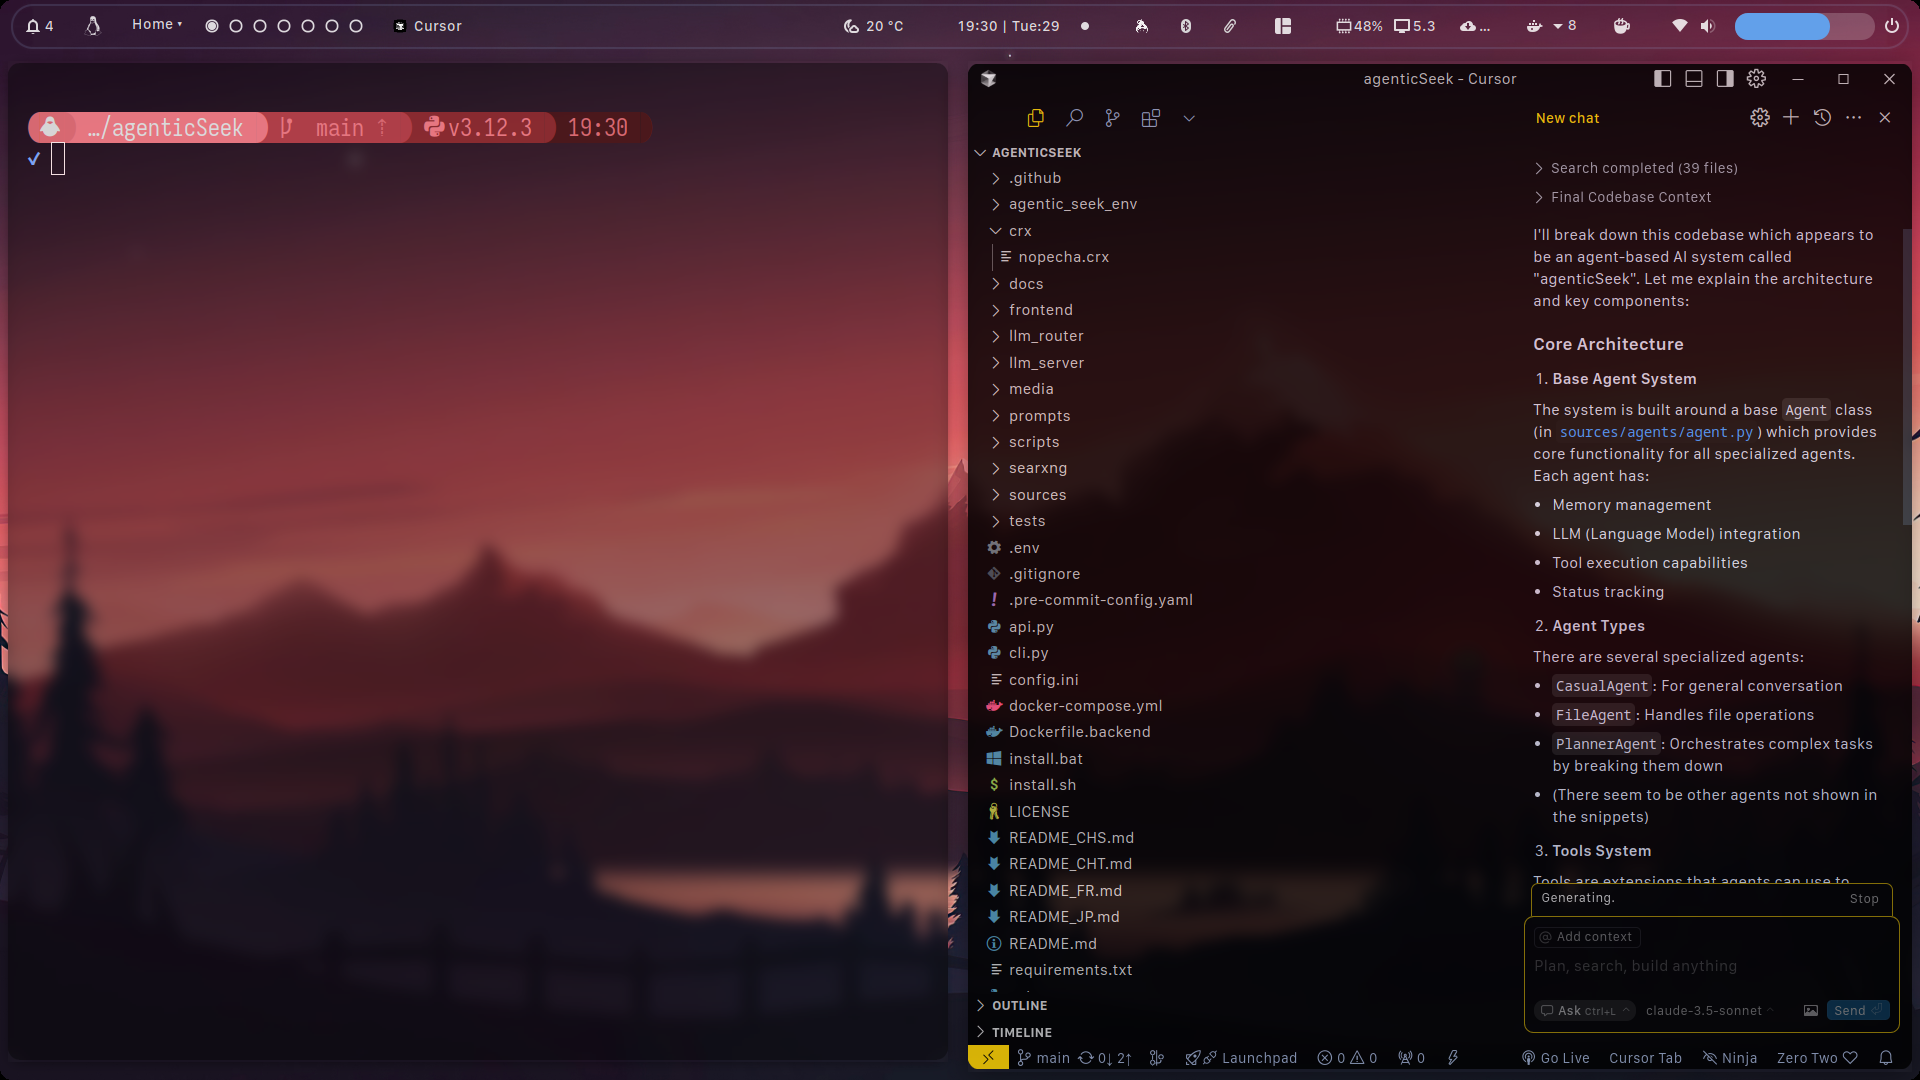 4
Home
Cursor
20 °C
19:30 | Tue:29
48%
5.3
...
8
…/agenticSeek
main ↑
v3.12.3
19:30
agenticSeek - Cursor
AGENTICSEEK
.github
agentic_seek_env
crx
nopecha.crx
docs
frontend
llm_router
llm_server
media
prompts
scripts
searxng
sources
tests
.env
.gitignore
.pre-commit-config.yaml
api.py
cli.py
config.ini
docker-compose.yml
Dockerfile.backend
install.bat
install.sh
LICENSE
README_CHS.md
README_CHT.md
README_FR.md
README_JP.md
README.md
requirements.txt
OUTLINE
TIMELINE
New chat
Search completed (39 files)
Final Codebase Context
I'll break down this codebase which appears to
be an agent-based AI system called
"agenticSeek". Let me explain the architecture
and key components:
Core Architecture
1. Base Agent System
The system is built around a base Agent class
(in sources/agents/agent.py) which provides
core functionality for all specialized agents.
Each agent has:
• Memory management
• LLM (Language Model) integration
• Tool execution capabilities
• Status tracking
2. Agent Types
There are several specialized agents:
• CasualAgent: For general conversation
• FileAgent: Handles file operations
• PlannerAgent: Orchestrates complex tasks
by breaking them down
• (There seem to be other agents not shown in
the snippets)
3. Tools System
Tools are extensions that agents can use to
Generating.
Stop
@ Add context
Plan, search, build anything
Ask Ctrl+L
claude-3.5-sonnet
Send
main
0↓ 2↑
Launchpad
0
0
0
Go Live
Cursor Tab
Ninja
Zero Two